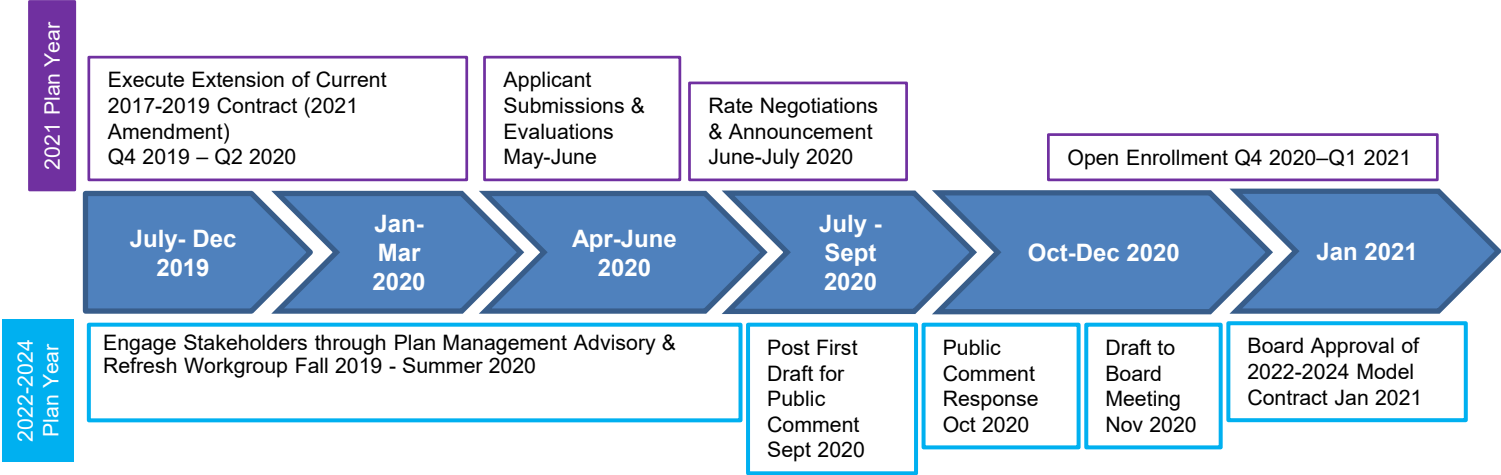 2021 Plan Year
Execute Extension of Current
2017-2019 Contract (2021
Amendment)
Q4 2019 – Q2 2020
Applicant
Submissions &
Evaluations
May-June
Rate Negotiations
& Announcement
June-July 2020
Open Enrollment Q4 2020–Q1 2021
July- Dec
2019
Jan-
Mar
2020
Apr-June
2020
July -
Sept
2020
Oct-Dec 2020
Jan 2021
2022-2024
Plan Year
Engage Stakeholders through Plan Management Advisory &
Refresh Workgroup Fall 2019 - Summer 2020
Post First
Draft for
Public
Comment
Sept 2020
Public
Comment
Response
Oct 2020
Draft to
Board
Meeting
Nov 2020
Board Approval of
2022-2024 Model
Contract Jan 2021